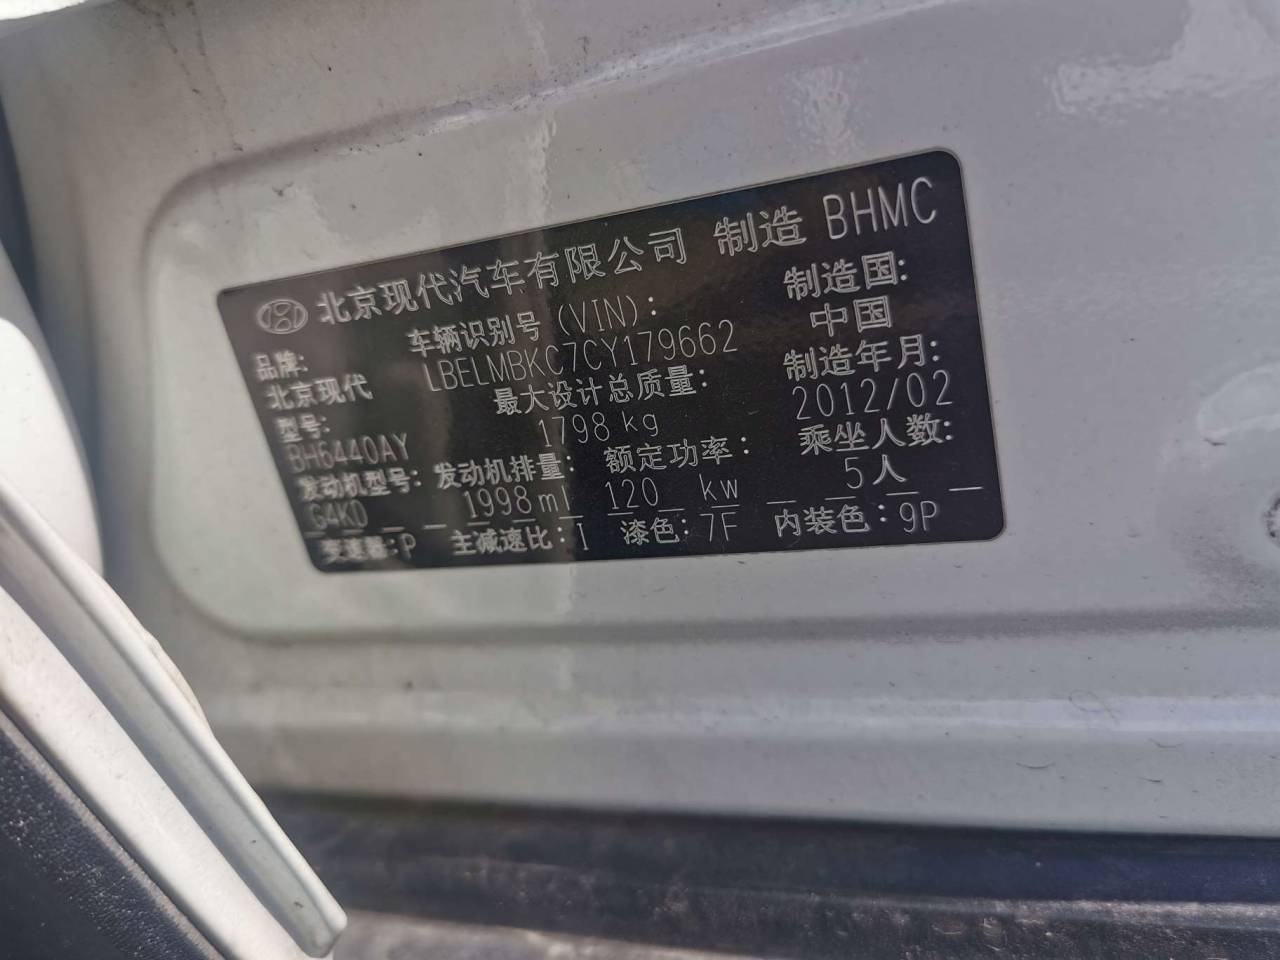 北京现代汽车有限公司 制造 BHMC
品牌: 车辆识别号(VIN): 制造国:
北京现代 LBELMBKC7CY179662 中国
型号: 最大设计总质量: 制造年月:
BH6440AY 1798 kg 2012/02
发动机型号: 发动机排量: 额定功率: 乘坐人数:
G4KD 1998 ml 120 kw 5人
变速器:P 主减速比:I 漆色:7F 内装色:9P